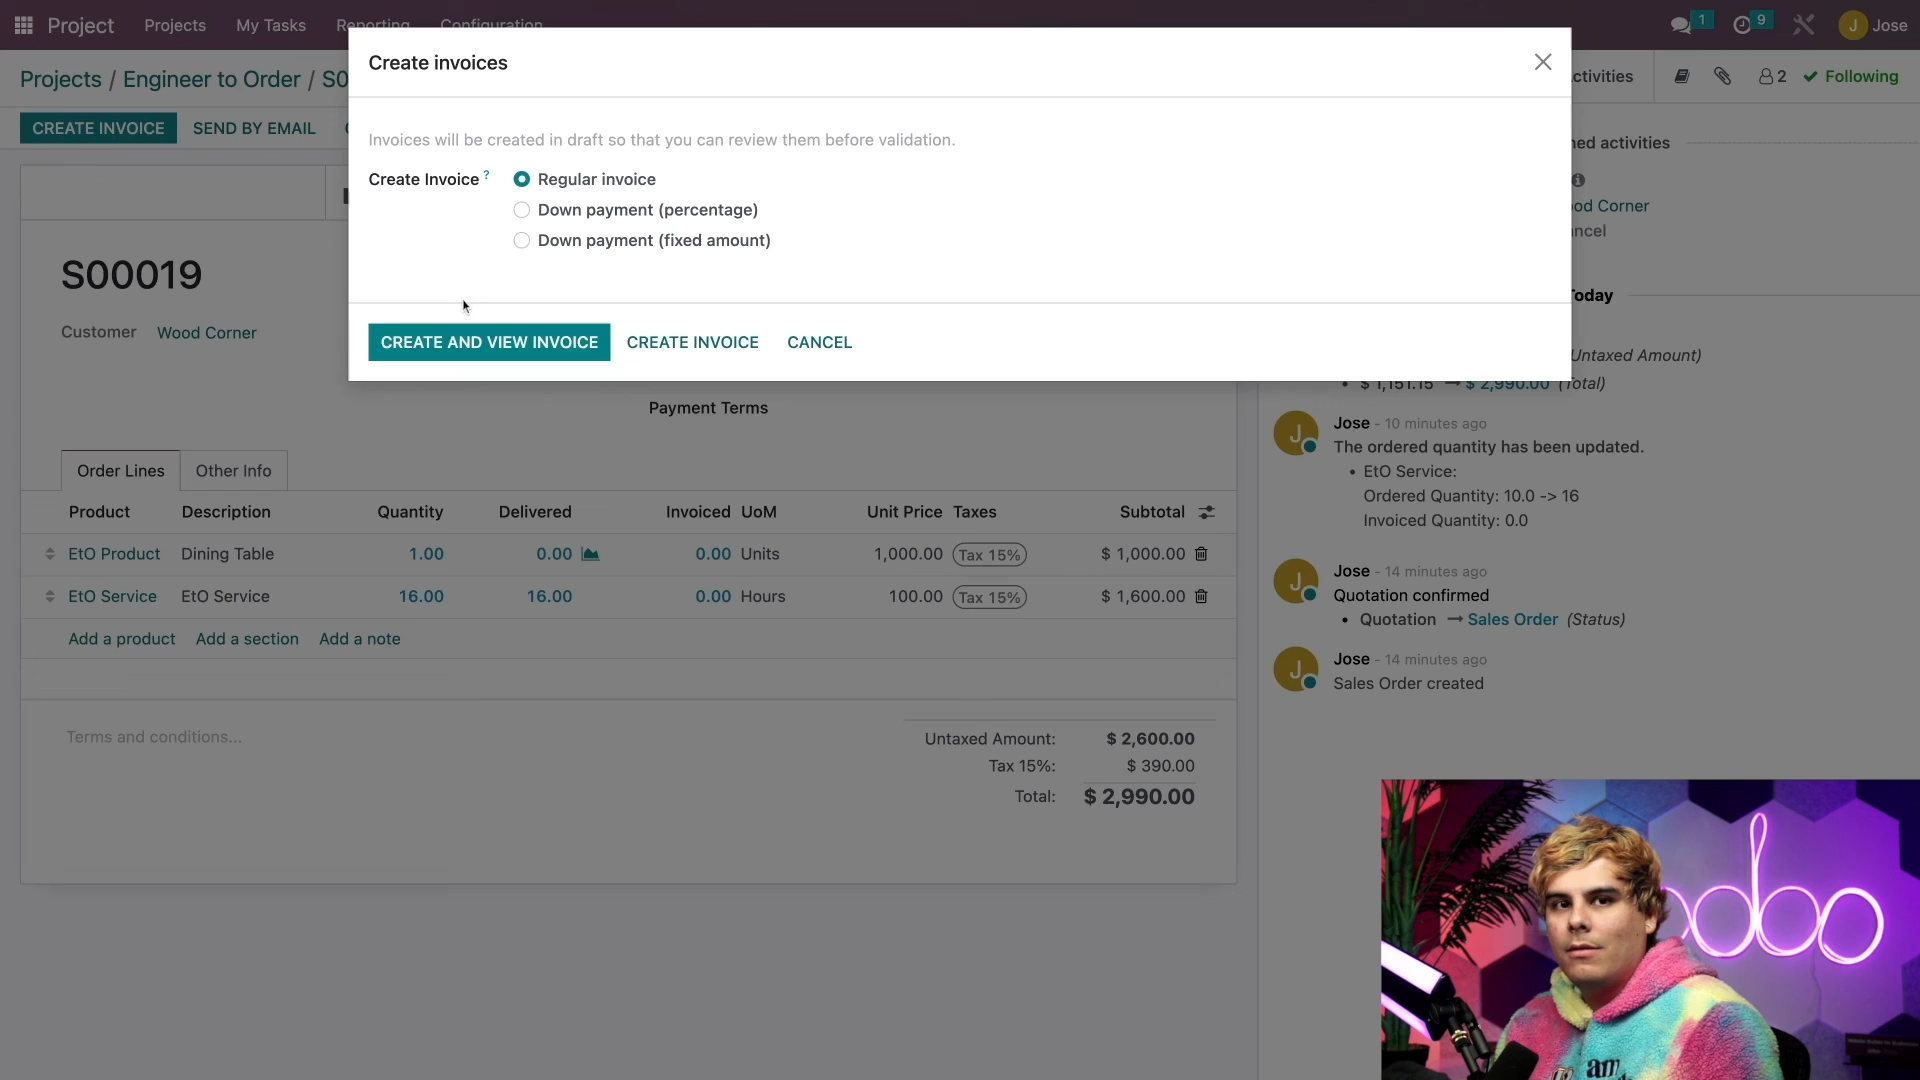 Project Projects My Tasks Reporting Configuration 1 9 J Jose
Create invoices
Projects / Engineer to Order / S0
ctivities 2 Following
CREATE INVOICE SEND BY EMAIL
Invoices will be created in draft so that you can review them before validation.
ned activities
Create Invoice ? Regular invoice
Down payment (percentage)
Down payment (fixed amount)
ood Corner
ncel
S00019
Today
Customer Wood Corner
CREATE AND VIEW INVOICE CREATE INVOICE CANCEL
Untaxed Amount)
• $ 1,151.15 → $ 2,990.00 (Total)
Payment Terms
J Jose - 10 minutes ago
The ordered quantity has been updated.
• EtO Service:
Ordered Quantity: 10.0 -> 16
Invoiced Quantity: 0.0
Order Lines Other Info
Product Description Quantity Delivered Invoiced UoM Unit Price Taxes Subtotal
EtO Product Dining Table 1.00 0.00 0.00 Units 1,000.00 Tax 15% $ 1,000.00
EtO Service EtO Service 16.00 16.00 0.00 Hours 100.00 Tax 15% $ 1,600.00
Add a product Add a section Add a note
J Jose - 14 minutes ago
Quotation confirmed
• Quotation → Sales Order (Status)
J Jose - 14 minutes ago
Sales Order created
Terms and conditions...
Untaxed Amount: $ 2,600.00
Tax 15%: $ 390.00
Total: $ 2,990.00
odoo
am